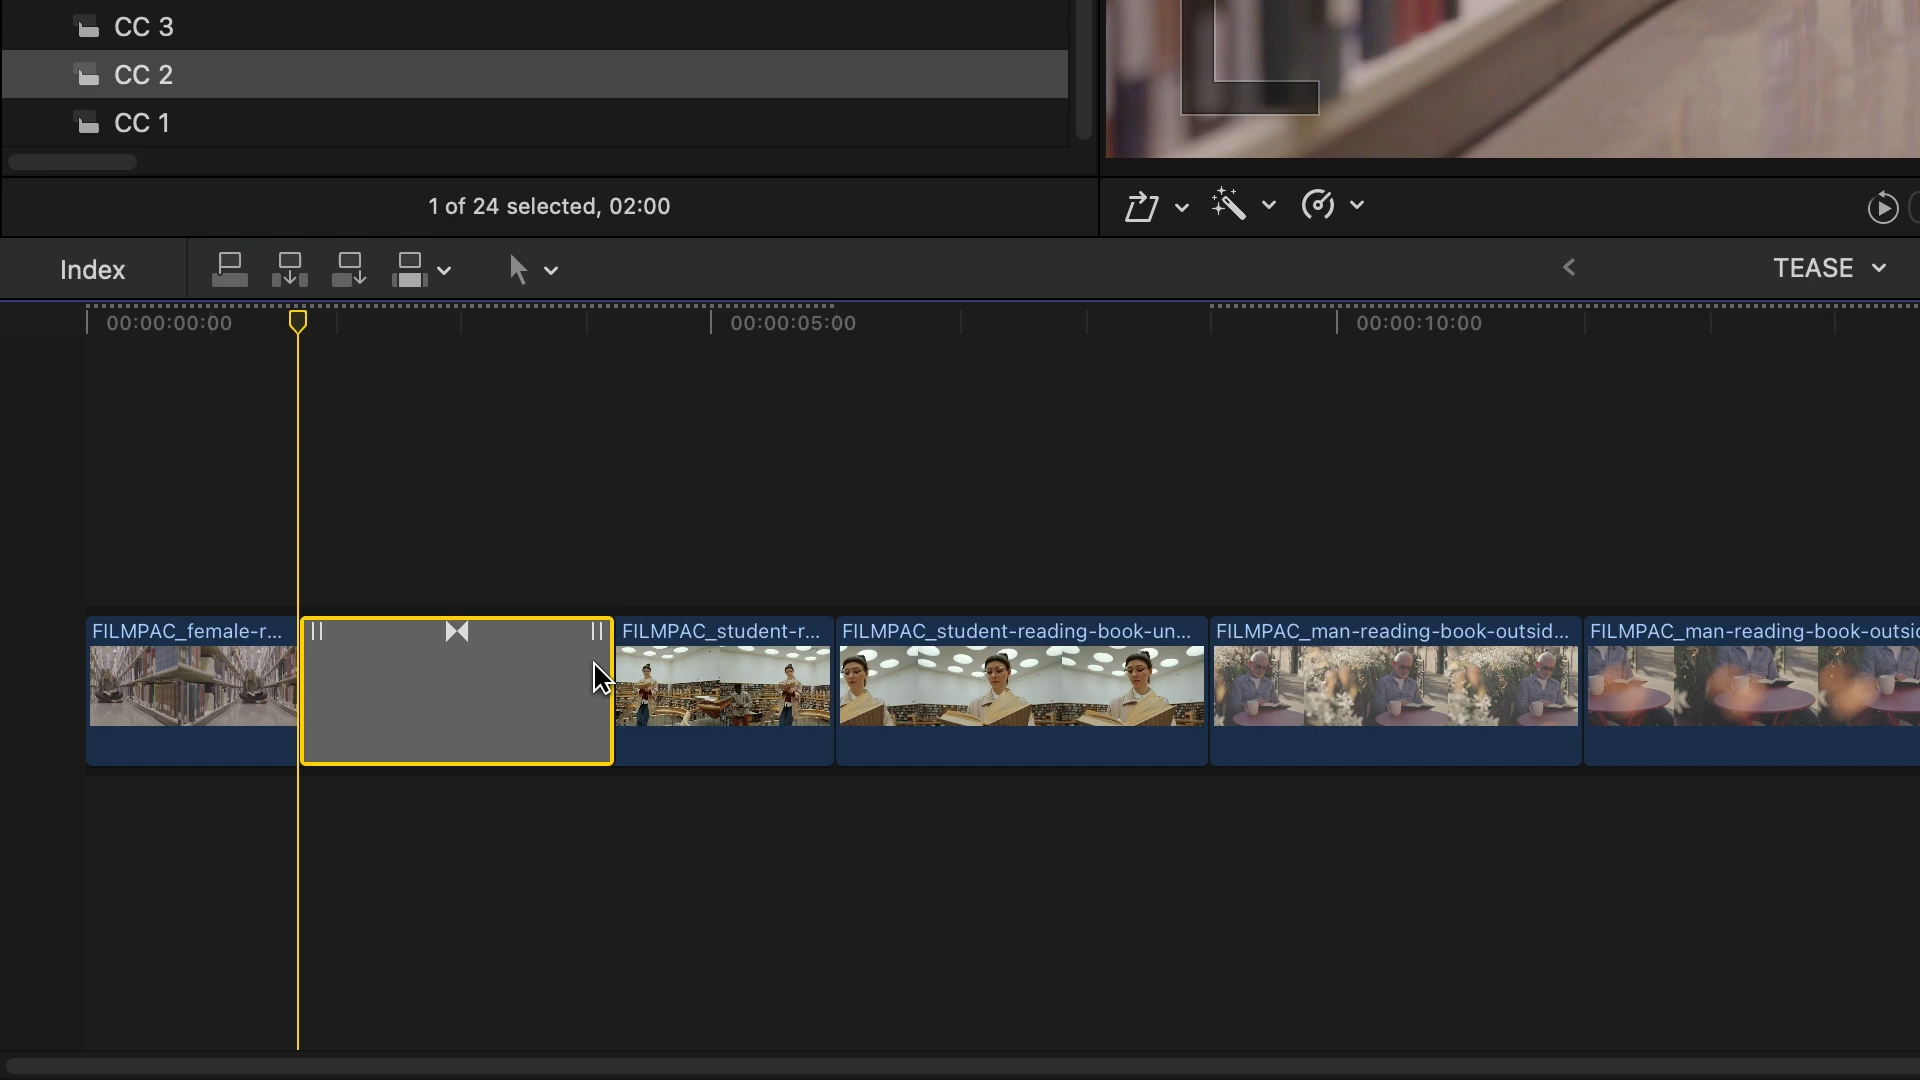 CC 3
CC 2
CC 1
1 of 24 selected, 02:00
Index
TEASE
00:00:00:00
00:00:05:00
00:00:10:00
FILMPAC_female-r...
FILMPAC_student-r...
FILMPAC_student-reading-book-un...
FILMPAC_man-reading-book-outsid...
FILMPAC_man-reading-book-outsid